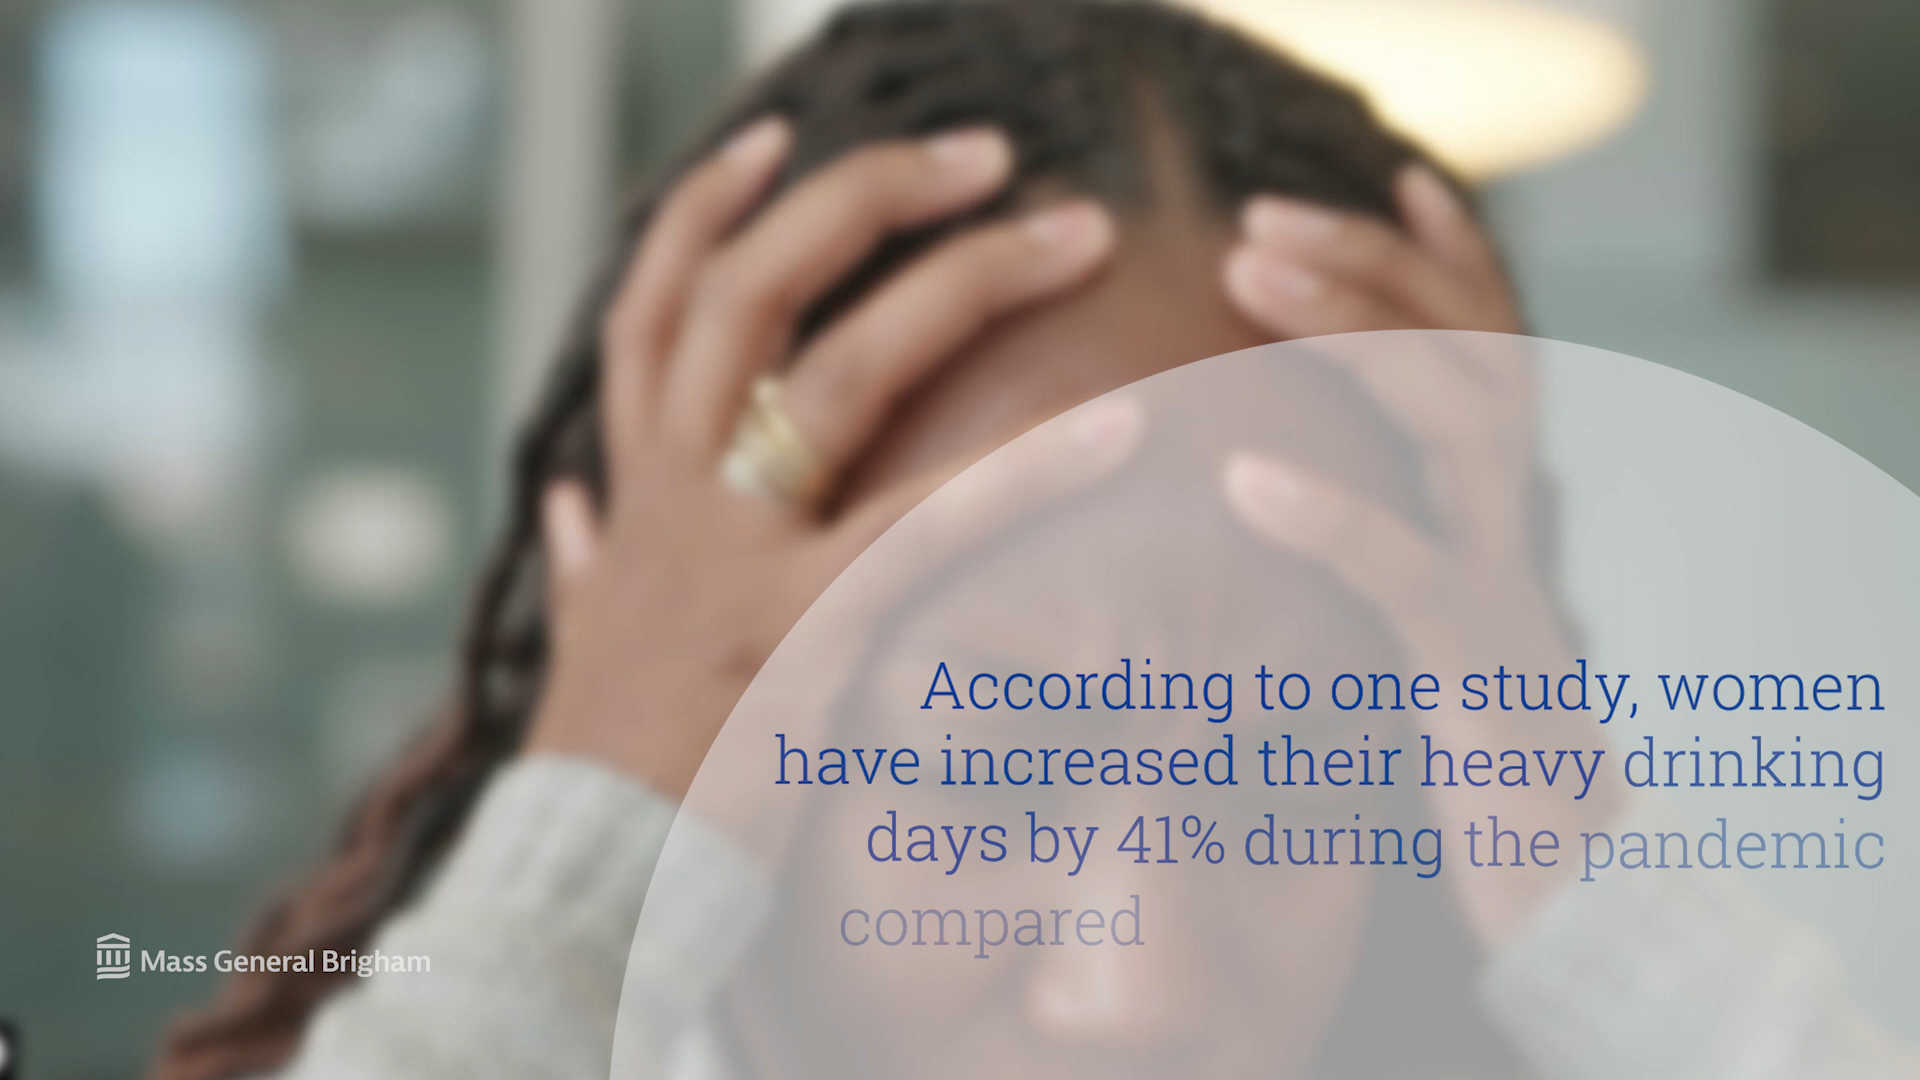 According to one study, women
have increased their heavy drinking
days by 41% during the pandemic
compared
Mass General Brigham